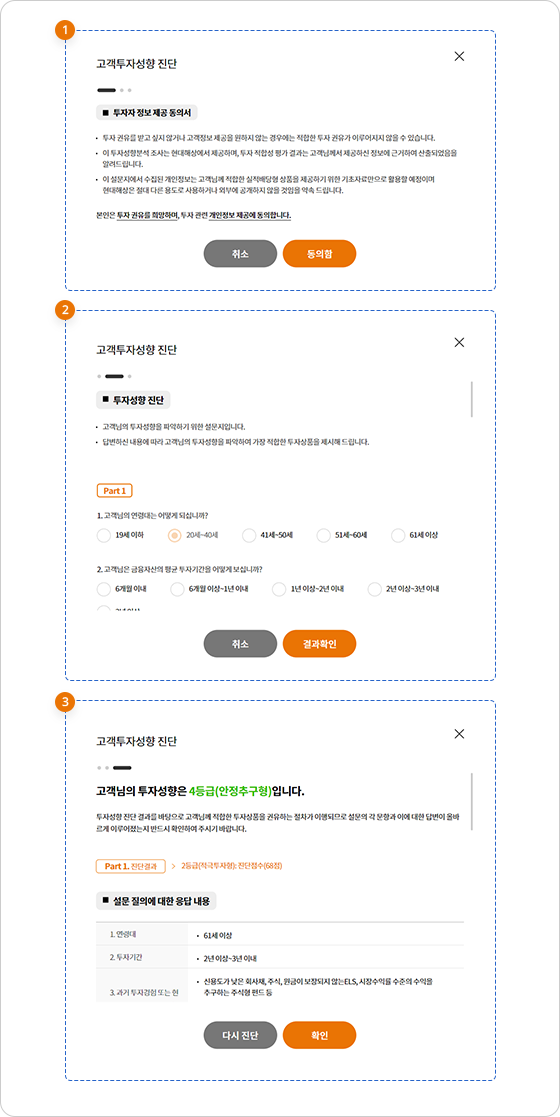 1
고객투자성향 진단
■ 투자자 정보 제공 동의서
• 투자 권유를 받고 싶지 않거나 고객정보 제공을 원하지 않는 경우에는 적합한 투자 권유가 이루어지지 않을 수 있습니다.
• 이 투자성향분석 조사는 현대해상에서 제공하며, 투자 적합성 평가 결과는 고객님께서 제공하신 정보에 근거하여 산출되었음을
알려드립니다.
• 이 설문지에서 수집된 개인정보는 고객님께 적합한 실적배당형 상품을 제공하기 위한 기초자료만으로 활용할 예정이며
현대해상은 절대 다른 용도로 사용하거나 외부에 공개하지 않을 것임을 약속 드립니다.
본인은 투자 권유를 희망하며, 투자 관련 개인정보 제공에 동의합니다.
취소 동의함
2
고객투자성향 진단
■ 투자성향 진단
• 고객님의 투자성향을 파악하기 위한 설문지입니다.
• 답변하신 내용에 따라 고객님의 투자성향을 파악하여 가장 적합한 투자상품을 제시해 드립니다.
Part 1
1. 고객님의 연령대는 어떻게 되십니까?
19세 이하 20세~40세 41세~50세 51세~60세 61세 이상
2. 고객님은 금융자산의 평균 투자기간을 어떻게 보십니까?
6개월 이내 6개월 이상~1년 이내 1년 이상~2년 이내 2년 이상~3년 이내
취소 결과확인
3
고객투자성향 진단
고객님의 투자성향은 4등급(안정추구형)입니다.
투자성향 진단 결과를 바탕으로 고객님께 적합한 투자상품을 권유하는 절차가 이행되므로 설문의 각 문항과 이에 대한 답변이 올바
르게 이루어졌는지 반드시 확인하여 주시기 바랍니다.
Part 1. 진단결과 > 2등급(적극투자형): 진단점수(68점)
■ 설문 질의에 대한 응답 내용
1. 연령대 • 61세 이상
2. 투자기간 • 2년 이상~3년 이내
3. 과거 투자경험 또는 현 • 신용도가 낮은 회사채, 주식, 원금이 보장되지 않는ELS, 시장수익률 수준의 수익을
추구하는 주식형 펀드 등
다시 진단 확인